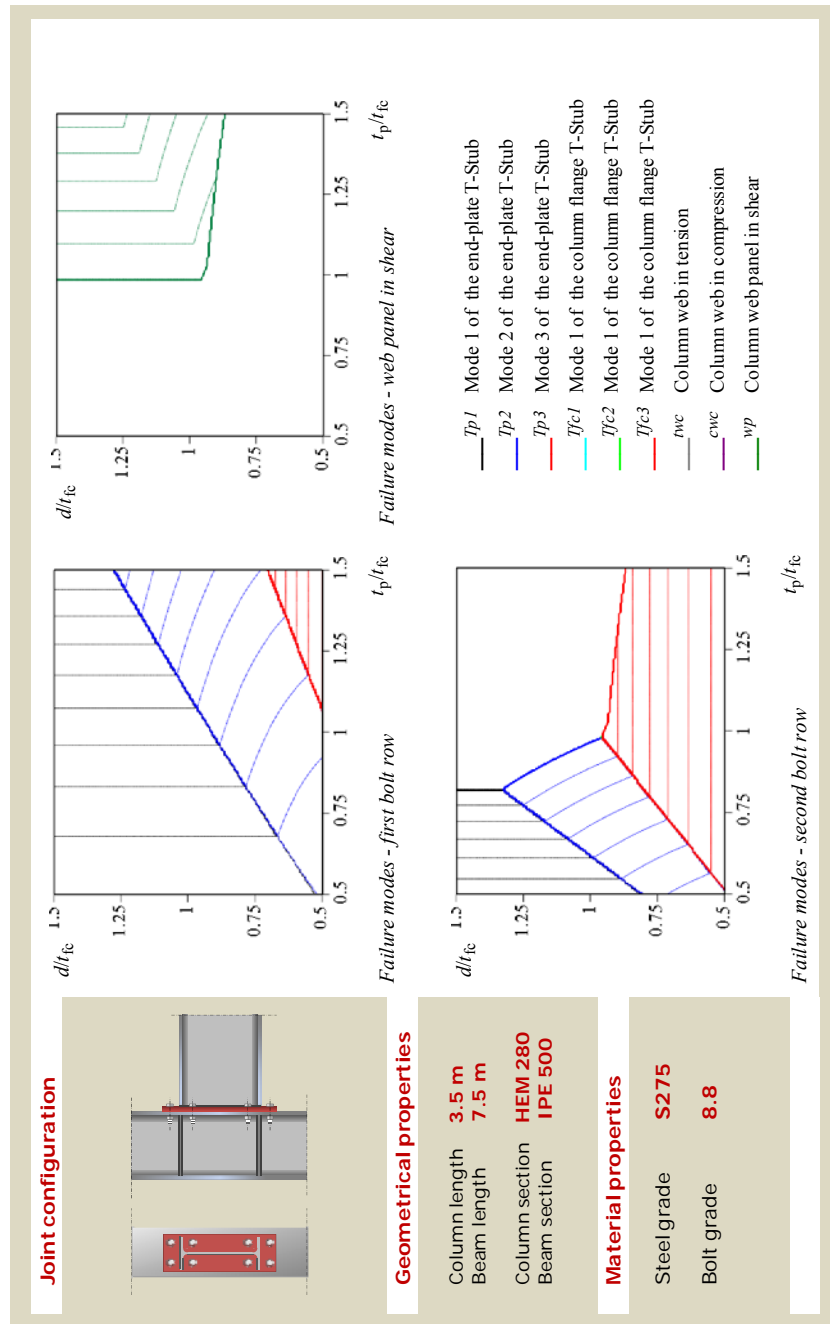 Joint configuration
Geometrical properties
Column length 3.5 m
Beam length 7.5 m
Column section HEM 280
Beam section IPE 500
Material properties
Steel grade S275
Bolt grade 8.8
d/tfc
1.5
1.25
1
0.75
0.5
0.5 0.75 1 1.25 1.5
tp/tfc
Failure modes - first bolt row
d/tfc
1.5
1.25
1
0.75
0.5
0.5 0.75 1 1.25 1.5
tp/tfc
Failure modes - web panel in shear
d/tfc
1.5
1.25
1
0.75
0.5
0.5 0.75 1 1.25 1.5
tp/tfc
Failure modes - second bolt row
Tp1 Mode 1 of the end-plate T-Stub
Tp2 Mode 2 of the end-plate T-Stub
Tp3 Mode 3 of the end-plate T-Stub
Tfc1 Mode 1 of the column flange T-Stub
Tfc2 Mode 1 of the column flange T-Stub
Tfc3 Mode 1 of the column flange T-Stub
twc Column web in tension
cwc Column web in compression
wp Column web panel in shear